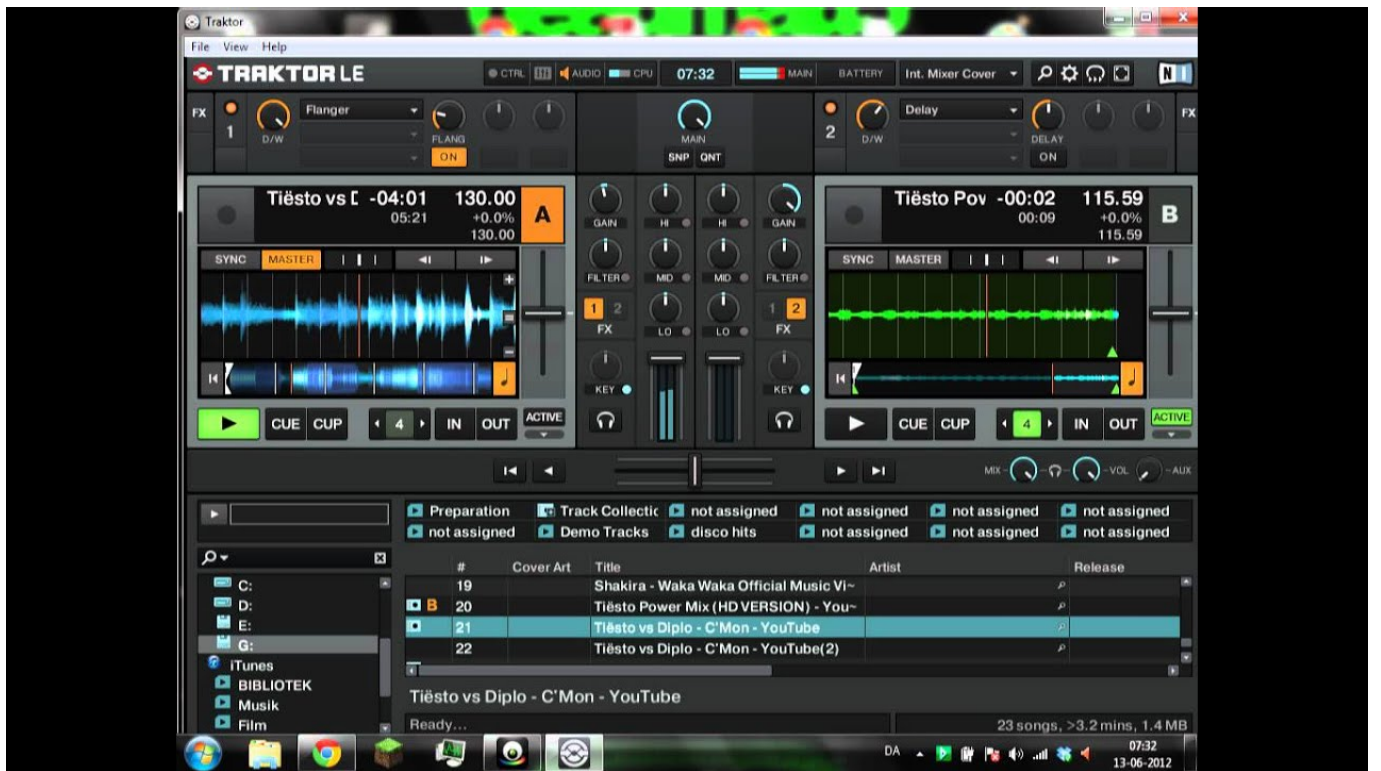 Traktor
File View Help
TRAKTOR LE
CTRL AUDIO CPU 07:32 MAIN BATTERY Int. Mixer Cover
FX 1 D/W Flanger FLANG ON
MAIN
SNP QNT
2 D/W Delay DELAY ON FX
Tiësto vs D -04:01 130.00 A
05:21 +0.0%
130.00
SYNC MASTER
CUE CUP 4 IN OUT ACTIVE
GAIN HI HI GAIN
FILTER MID MID FILTER
1 2 FX LO LO 1 2 FX
KEY KEY
Tiësto Pov -00:02 115.59 B
00:09 +0.0%
115.59
SYNC MASTER
CUE CUP 4 IN OUT ACTIVE
MIX VOL AUX
Preparation Track Collectic not assigned not assigned not assigned not assigned
not assigned Demo Tracks disco hits not assigned not assigned not assigned
# Cover Art Title Artist Release
19 Shakira - Waka Waka Official Music Vi~
B 20 Tiësto Power Mix (HD VERSION) - You~
21 Tiësto vs Diplo - C'Mon - YouTube
22 Tiësto vs Diplo - C'Mon - YouTube(2)
C:
D:
E:
G:
iTunes
BIBLIOTEK
Musik
Film
Tiësto vs Diplo - C'Mon - YouTube
Ready...
23 songs, >3.2 mins, 1.4 MB
DA 07:32
13-06-2012